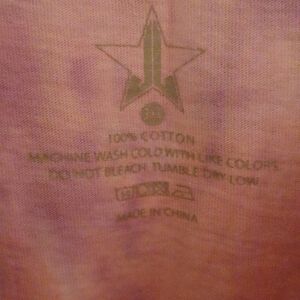 100% COTTON
MACHINE WASH COLD WITH LIKE COLORS
DO NOT BLEACH. TUMBLE DRY LOW
MADE IN CHINA